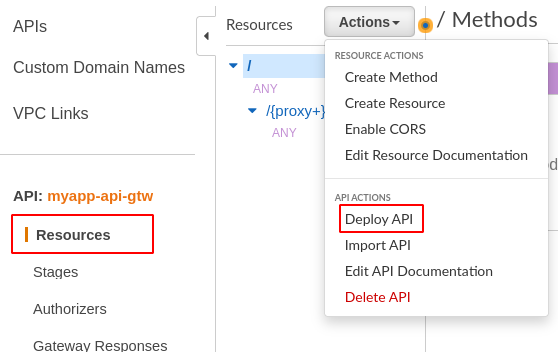 APIs
Custom Domain Names
VPC Links
API: myapp-api-gtw
Resources
Stages
Authorizers
Gateway Responses
Resources
Actions
/ Methods
/
ANY
/{proxy+}
ANY
RESOURCE ACTIONS
Create Method
Create Resource
Enable CORS
Edit Resource Documentation
API ACTIONS
Deploy API
Import API
Edit API Documentation
Delete API